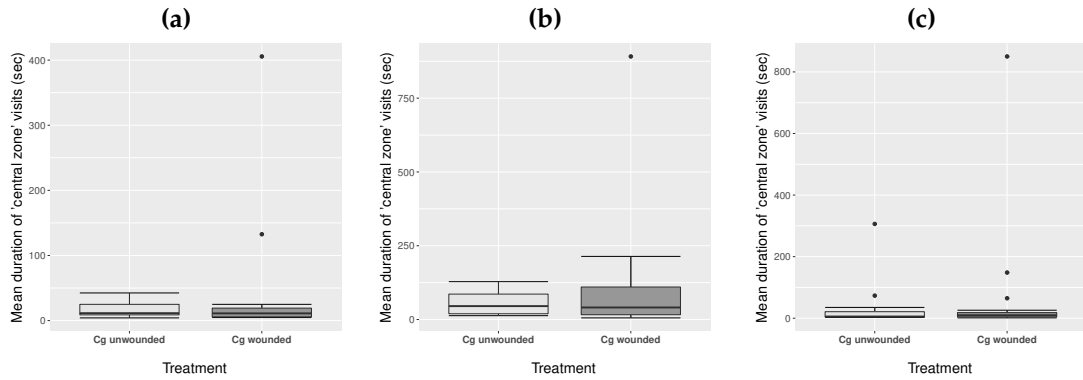 (a)
Mean duration of 'central zone' visits (sec)
400
300
200
100
0
Cg unwounded
Cg wounded
Treatment
(b)
Mean duration of 'central zone' visits (sec)
750
500
250
0
Cg unwounded
Cg wounded
Treatment
(c)
Mean duration of 'central zone' visits (sec)
800
600
400
200
0
Cg unwounded
Cg wounded
Treatment